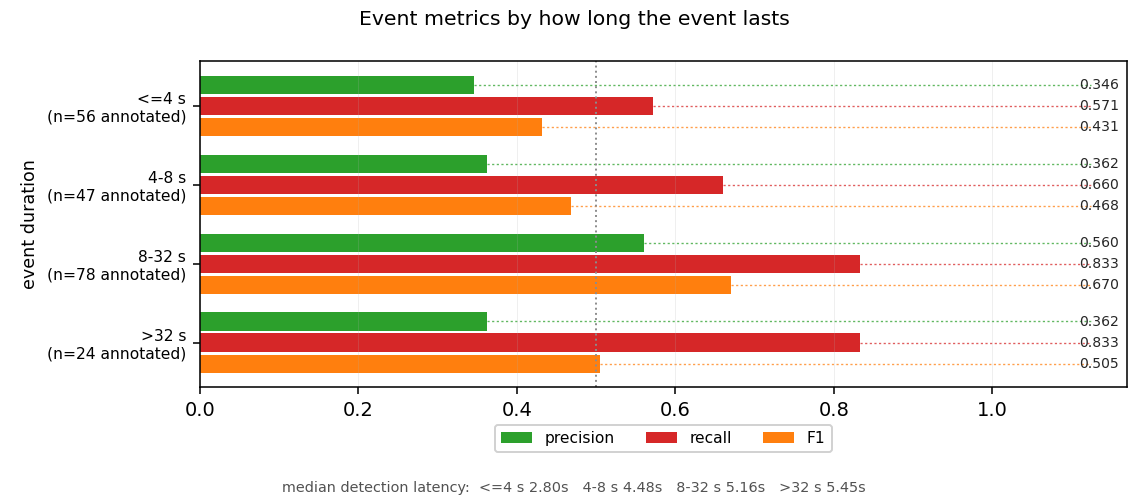 Event metrics by how long the event lasts
event duration
<=4 s
(n=56 annotated)
0.346
0.571
0.431
4-8 s
(n=47 annotated)
0.362
0.660
0.468
8-32 s
(n=78 annotated)
0.560
0.833
0.670
>32 s
(n=24 annotated)
0.362
0.833
0.505
0.0 0.2 0.4 0.6 0.8 1.0
precision recall F1
median detection latency: <=4 s 2.80s 4-8 s 4.48s 8-32 s 5.16s >32 s 5.45s